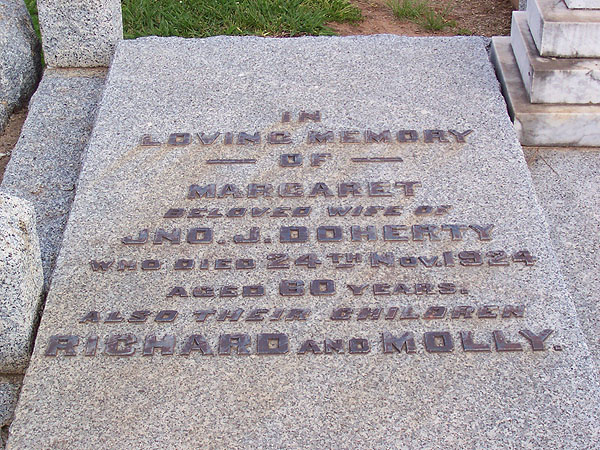 IN
LOVING MEMORY
OF
MARGARET
BELOVED WIFE OF
JNO. J. DOHERTY
WHO DIED 24TH NOV. 1924
AGED 60 YEARS.
ALSO THEIR CHILDREN
RICHARD AND MOLLY.